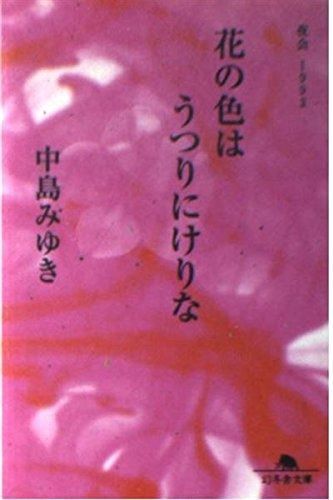 夜会 1992
花の色は
うつりにけりな
中島みゆき
幻冬舎文庫